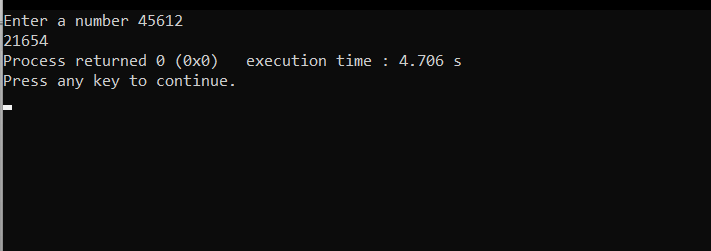 Enter a number 45612
21654
Process returned 0 (0x0)   execution time : 4.706 s
Press any key to continue.